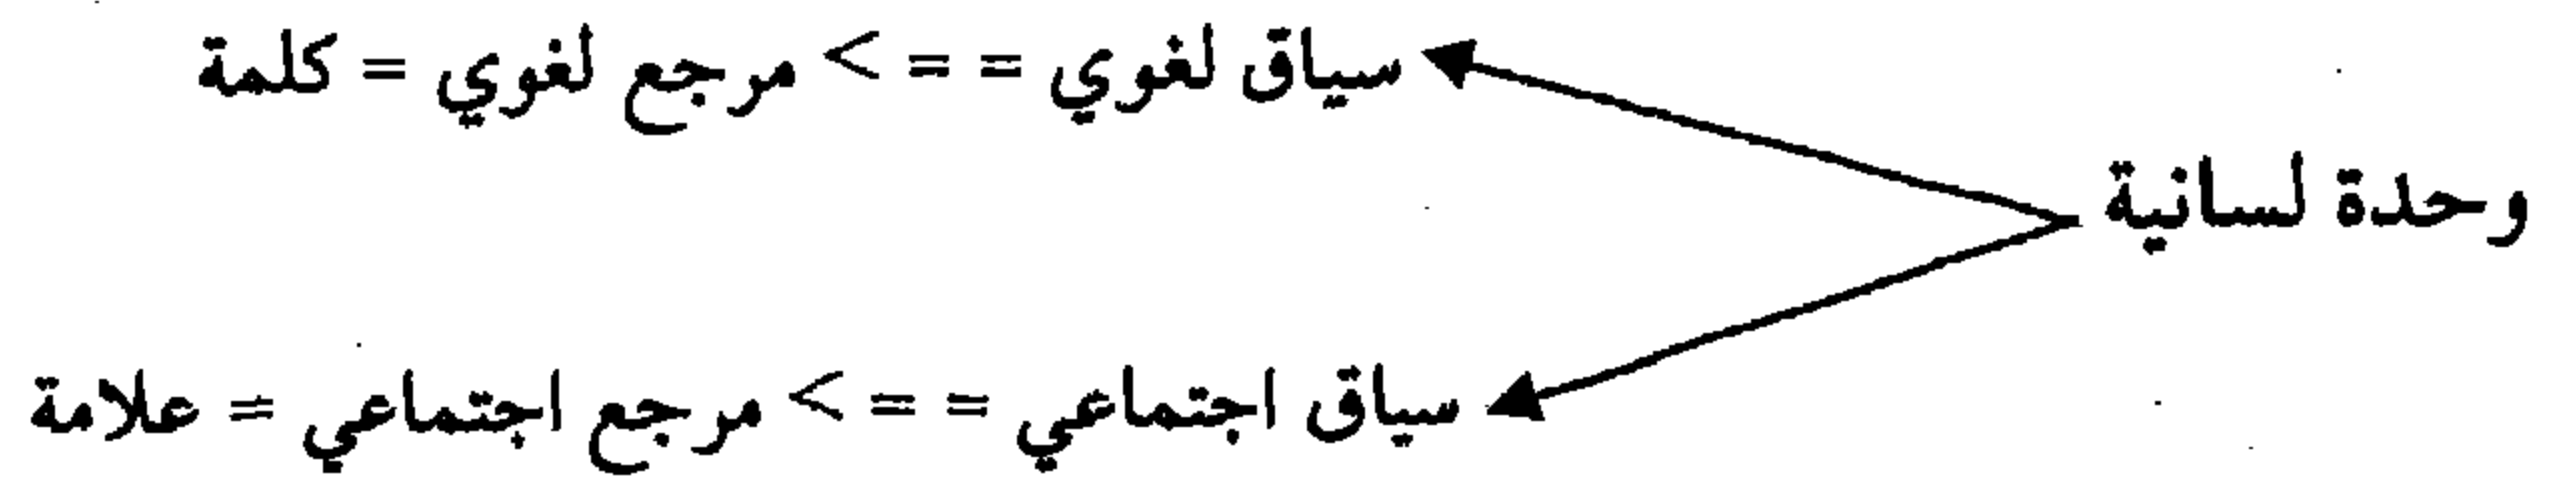 سياق لغوي == > مرجع لغوي = كلمة
وحدة لسانية
سياق اجتماعي == > مرجع اجتماعي = علامة